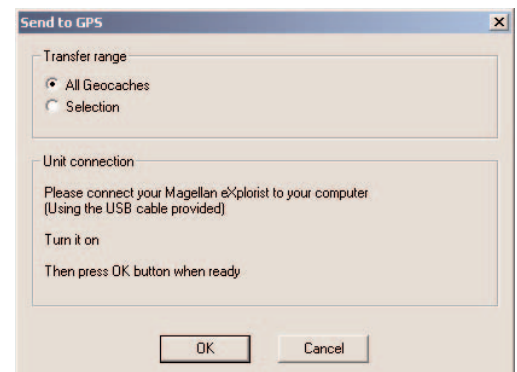 Send to GPS
Transfer range
All Geocaches
Selection
Unit connection
Please connect your Magellan eXplorist to your computer
(Using the USB cable provided)
Turn it on
Then press OK button when ready
OK
Cancel